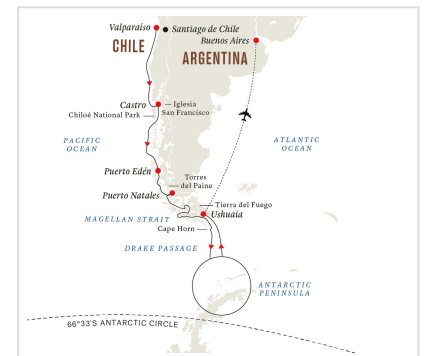 Valparaíso
Santiago de Chile
Buenos Aires
CHILE
ARGENTINA
Castro
Iglesia
San Francisco
Chiloé National Park
PACIFIC
OCEAN
ATLANTIC
OCEAN
Puerto Edén
Torres
del Paine
Puerto Natales
Tierra del Fuego
MAGELLAN STRAIT
Ushuaia
Cape Horn
DRAKE PASSAGE
ANTARCTIC
PENINSULA
66°33'S ANTARCTIC CIRCLE